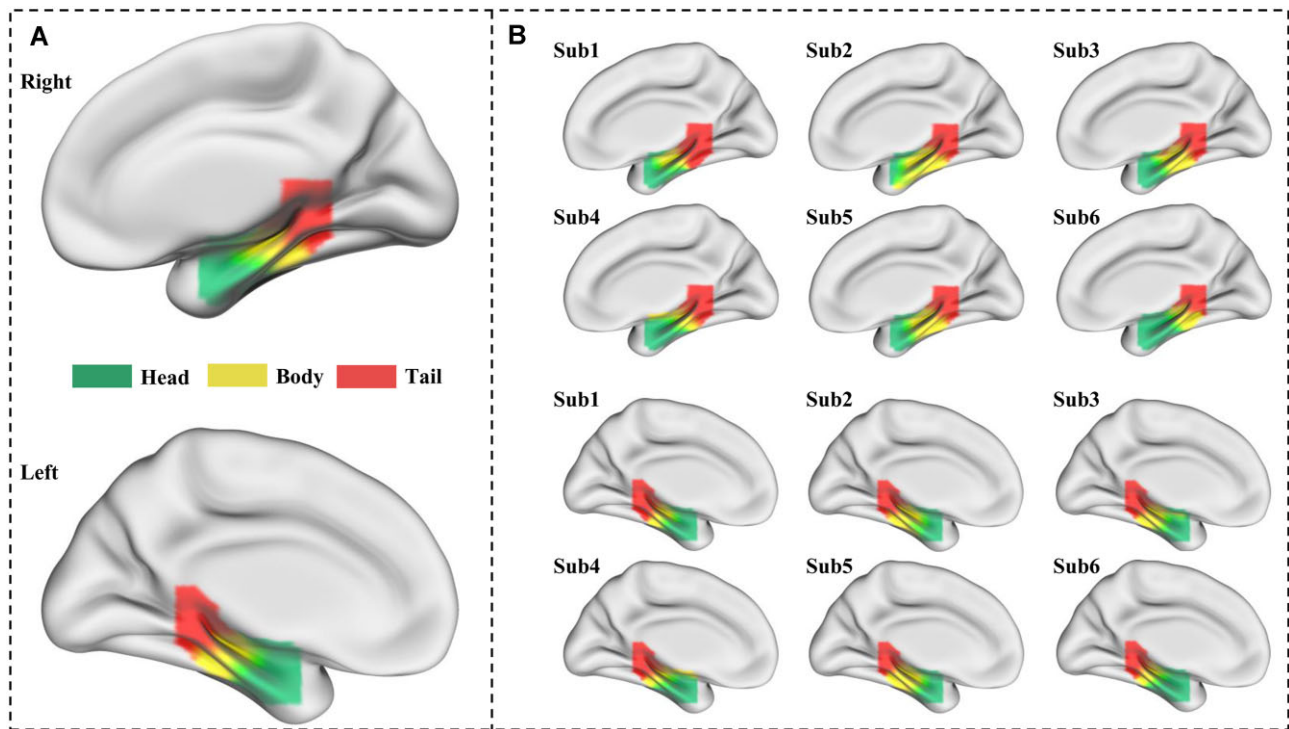 A
Right
Head Body Tail
Left
B
Sub1 Sub2 Sub3
Sub4 Sub5 Sub6
Sub1 Sub2 Sub3
Sub4 Sub5 Sub6